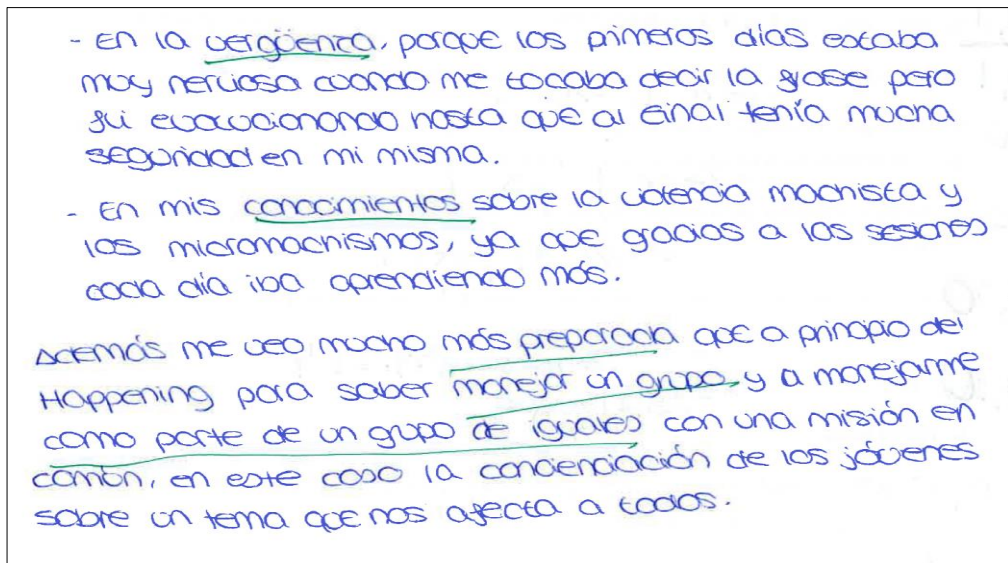 - En la vergüenza, porque los primeros días estaba
muy nerviosa cuando me tocaba decir la frase pero
fui evolucionando hasta que al final tenía mucha
seguridad en mi misma.
- En mis conocimientos sobre la violencia machista y
los micromachismos, ya que gracias a las sesiones
cada día iba aprendiendo más.
Además me veo mucho más preparada que a principio del
Happening para saber manejar un grupo y a manejarme
como parte de un grupo de iguales con una misión en
común, en este caso la concienciación de los jóvenes
sobre un tema que nos afecta a todos.